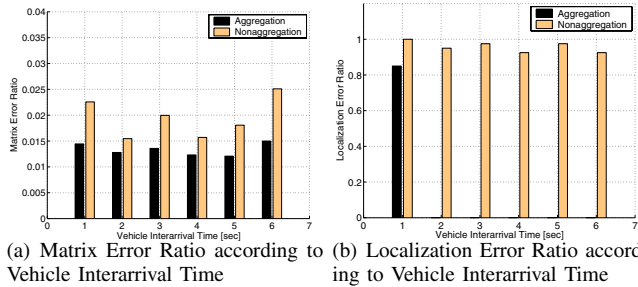 0.04
0.035
0.03
0.025
0.02
0.015
0.01
0.005
0
Matrix Error Ratio
Aggregation
Nonaggregation
0 1 2 3 4 5 6 7
Vehicle Interarrival Time [sec]
(a) Matrix Error Ratio according to
Vehicle Interarrival Time
1
0.8
0.6
0.4
0.2
0
Localization Error Ratio
Aggregation
Nonaggregation
0 1 2 3 4 5 6 7
Vehicle Interarrival Time [sec]
(b) Localization Error Ratio accord-
ing to Vehicle Interarrival Time